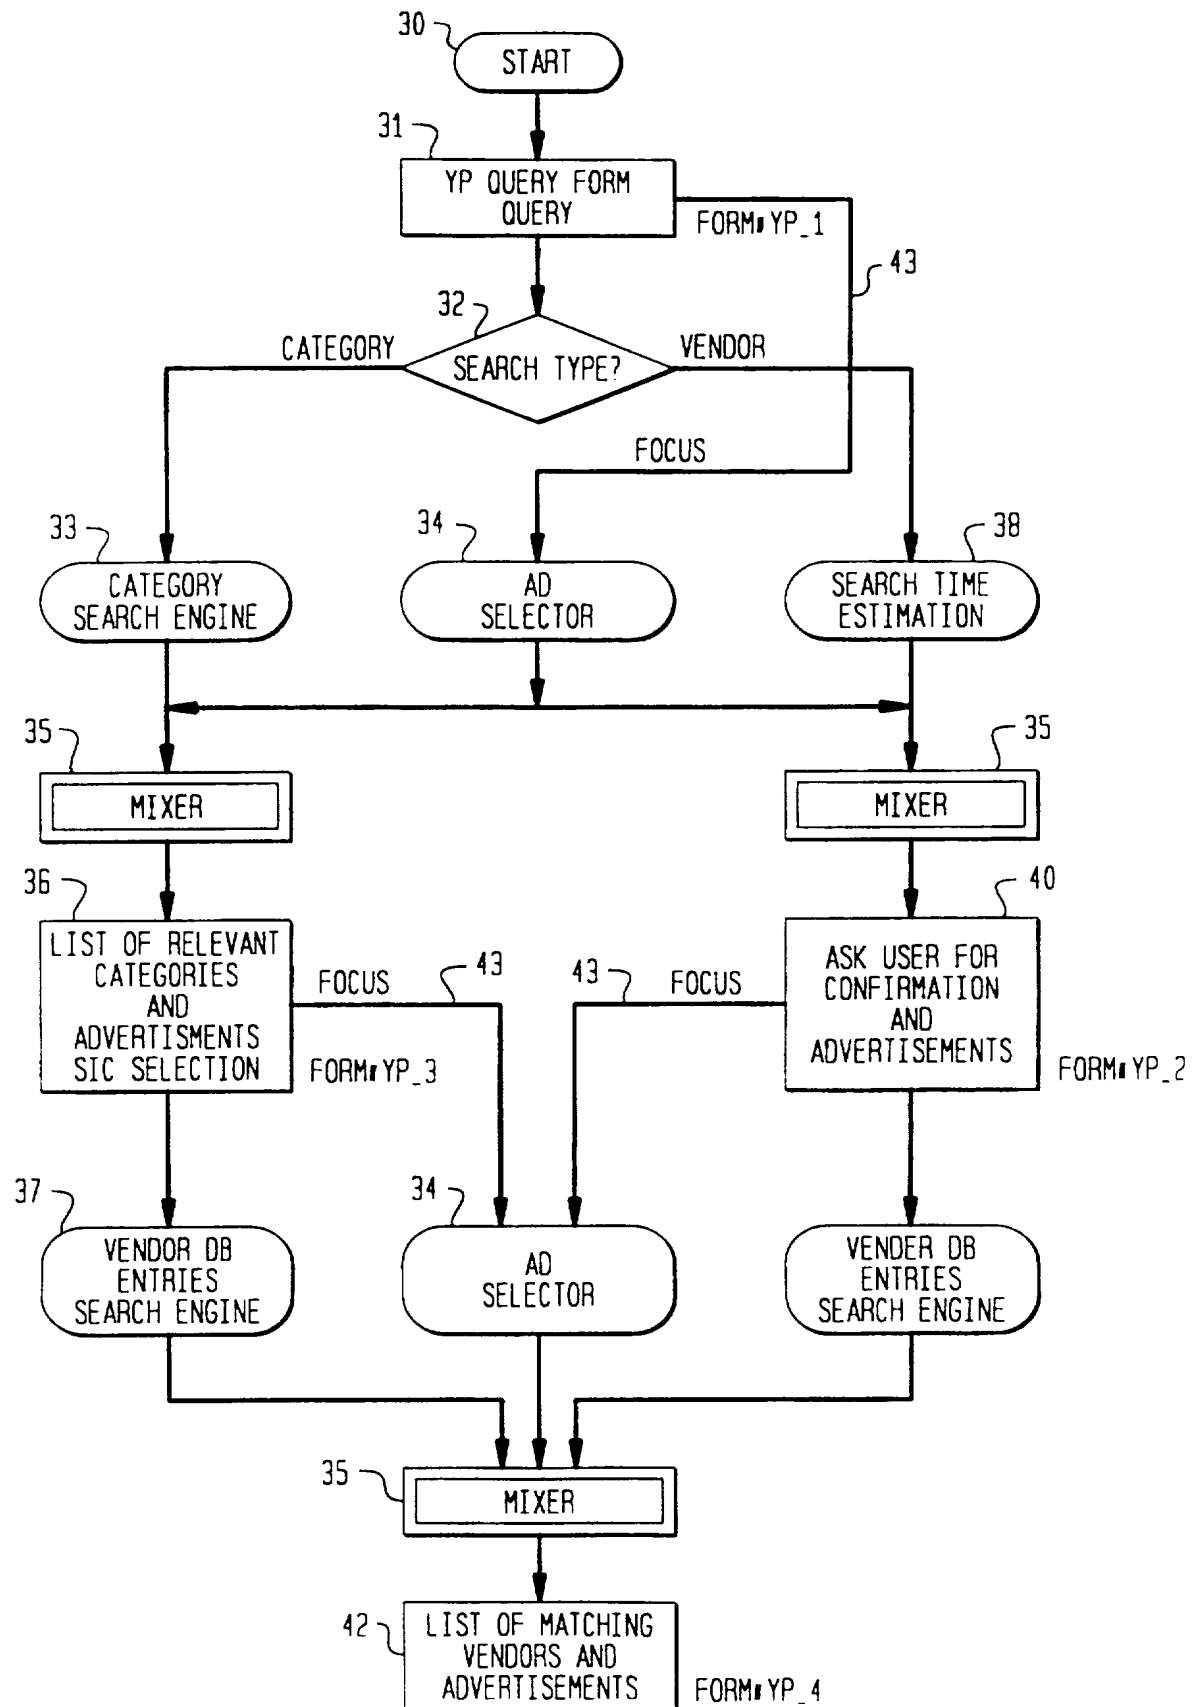 30
START
31
YP QUERY FORM
QUERY
FORM#YP_1
43
32
CATEGORY
SEARCH TYPE?
VENDOR
FOCUS
33
34
38
CATEGORY
SEARCH ENGINE
AD
SELECTOR
SEARCH TIME
ESTIMATION
35
35
MIXER
MIXER
36
40
LIST OF RELEVANT
CATEGORIES
AND
ADVERTISMENTS
SIC SELECTION
FOCUS
43
43
FOCUS
ASK USER FOR
CONFIRMATION
AND
ADVERTISEMENTS
FORM#YP_3
FORM#YP_2
37
34
VENDOR DB
ENTRIES
SEARCH ENGINE
AD
SELECTOR
VENDER DB
ENTRIES
SEARCH ENGINE
35
MIXER
42
LIST OF MATCHING
VENDORS AND
ADVERTISEMENTS
FORM#YP_4